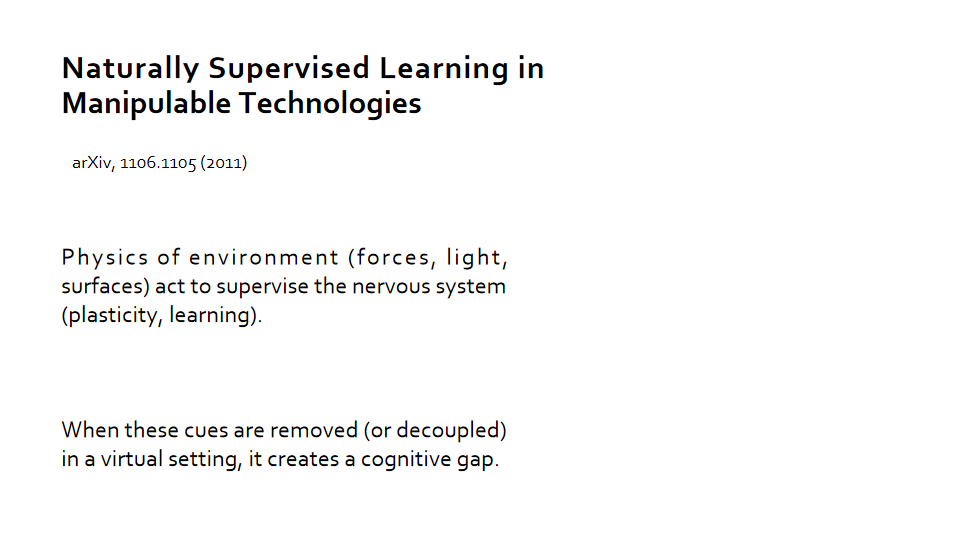 Naturally Supervised Learning in
Manipulable Technologies
arXiv, 1106.1105 (2011)
Physics of environment (forces, light,
surfaces) act to supervise the nervous system
(plasticity, learning).
When these cues are removed (or decoupled)
in a virtual setting, it creates a cognitive gap.